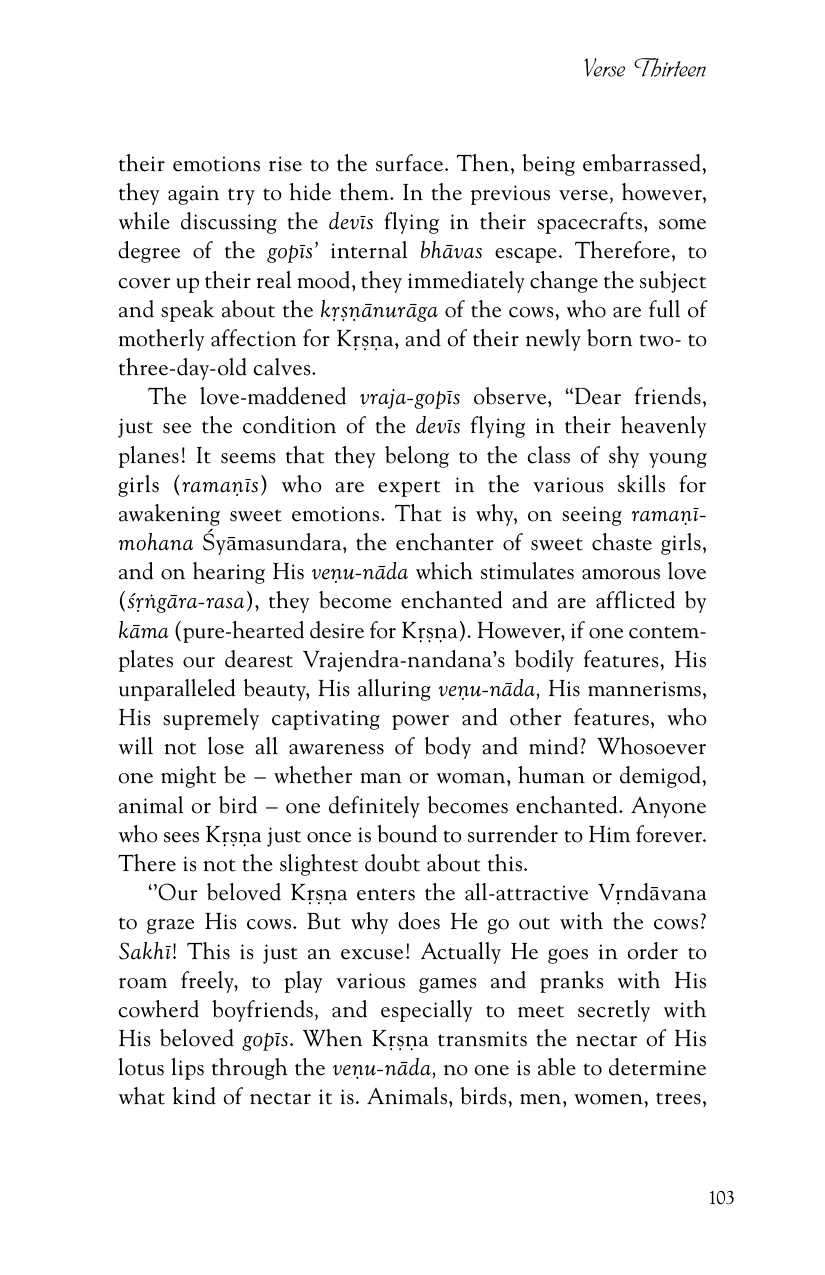 Verse Thirteen
their emotions rise to the surface. Then, being embarrassed,
they again try to hide them. In the previous verse, however,
while discussing the devīs flying in their spacecrafts, some
degree of the gopīs’ internal bhāvas escape. Therefore, to
cover up their real mood, they immediately change the subject
and speak about the kṛṣṇānurāga of the cows, who are full of
motherly affection for Kṛṣṇa, and of their newly born two- to
three-day-old calves.
The love-maddened vraja-gopīs observe, “Dear friends,
just see the condition of the devīs flying in their heavenly
planes! It seems that they belong to the class of shy young
girls (ramaṇīs) who are expert in the various skills for
awakening sweet emotions. That is why, on seeing ramaṇī-
mohana Śyāmasundara, the enchanter of sweet chaste girls,
and on hearing His veṇu-nāda which stimulates amorous love
(śṛṅgāra-rasa), they become enchanted and are afflicted by
kāma (pure-hearted desire for Kṛṣṇa). However, if one contem-
plates our dearest Vrajendra-nandana’s bodily features, His
unparalleled beauty, His alluring veṇu-nāda, His mannerisms,
His supremely captivating power and other features, who
will not lose all awareness of body and mind? Whosoever
one might be – whether man or woman, human or demigod,
animal or bird – one definitely becomes enchanted. Anyone
who sees Kṛṣṇa just once is bound to surrender to Him forever.
There is not the slightest doubt about this.
‘’Our beloved Kṛṣṇa enters the all-attractive Vṛndāvana
to graze His cows. But why does He go out with the cows?
Sakhī! This is just an excuse! Actually He goes in order to
roam freely, to play various games and pranks with His
cowherd boyfriends, and especially to meet secretly with
His beloved gopīs. When Kṛṣṇa transmits the nectar of His
lotus lips through the veṇu-nāda, no one is able to determine
what kind of nectar it is. Animals, birds, men, women, trees,
103